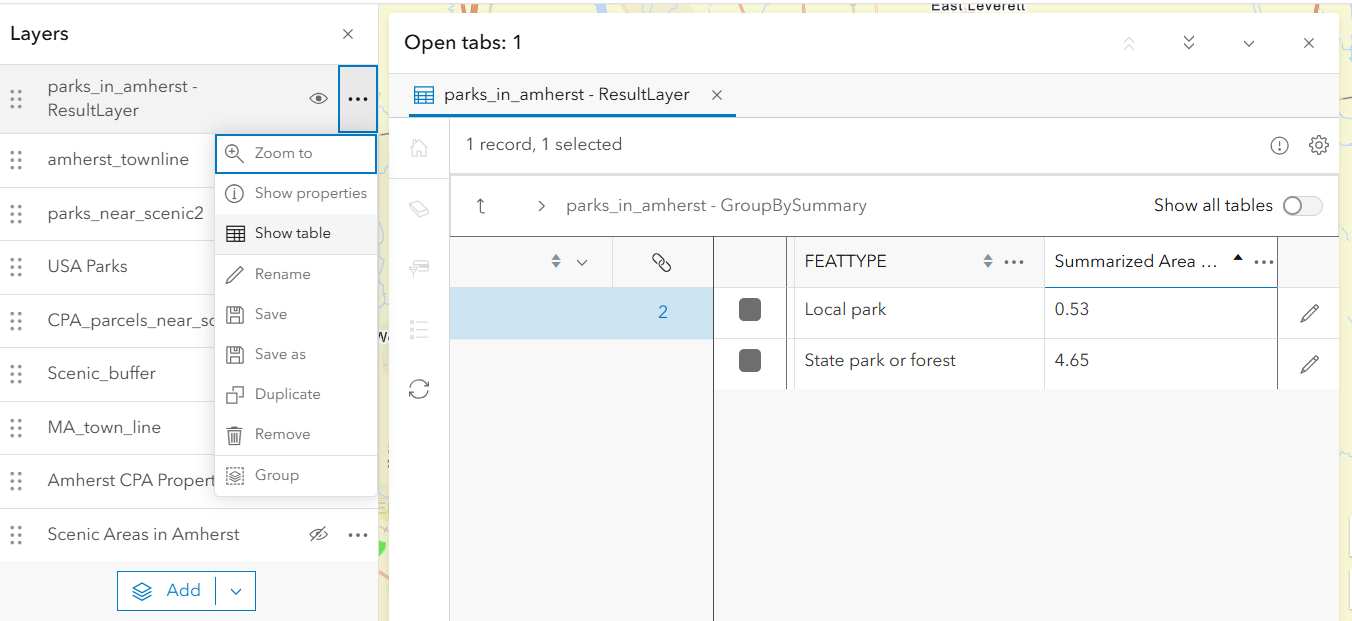 Layers
parks_in_amherst -
ResultLayer
amherst_townline
parks_near_scenic2
USA Parks
CPA_parcels_near_sc
Scenic_buffer
MA_town_line
Amherst CPA Propert
Scenic Areas in Amherst
Add
Zoom to
Show properties
Show table
Rename
Save
Save as
Duplicate
Remove
Group
East Leverett
Open tabs: 1
parks_in_amherst - ResultLayer
1 record, 1 selected
parks_in_amherst - GroupBySummary
Show all tables
FEATTYPE
Summarized Area ...
2
Local park
0.53
State park or forest
4.65